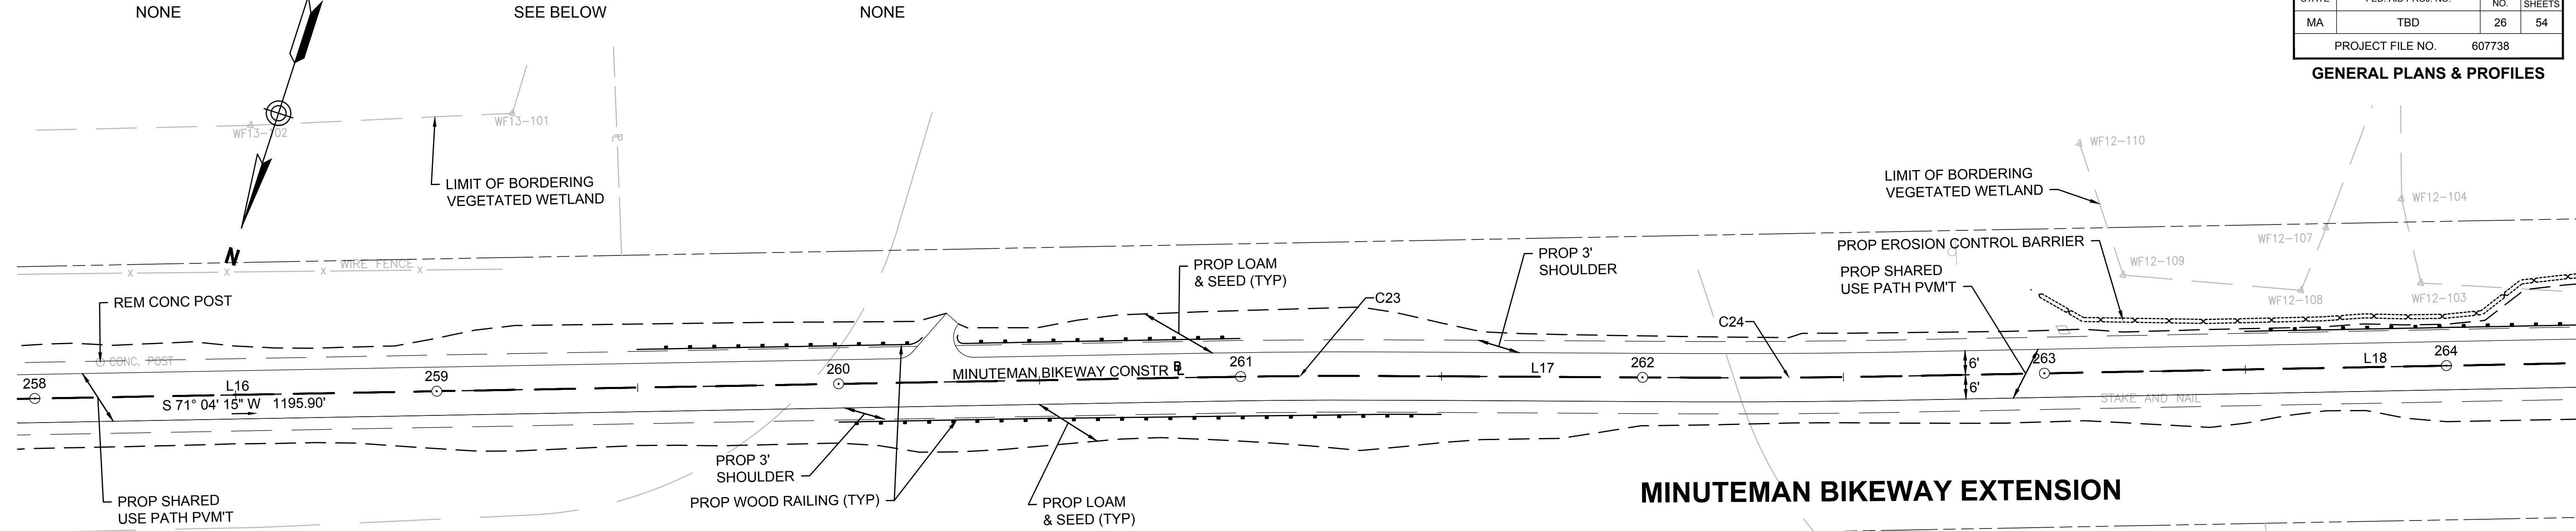 NONE
SEE BELOW
NONE
NO.
SHEETS
MA TBD 26 54
PROJECT FILE NO. 607738
GENERAL PLANS & PROFILES
WF13-102
WF13-101
LIMIT OF BORDERING
VEGETATED WETLAND
N
WIRE FENCE
REM CONC POST
CONC. POST
258
L16
S 71° 04' 15" W 1195.90'
259
260
MINUTEMAN BIKEWAY CONSTR
261
PROP LOAM
& SEED (TYP)
C23
PROP 3'
SHOULDER
L17
262
C24
LIMIT OF BORDERING
VEGETATED WETLAND
WF12-110
WF12-104
WF12-107
PROP EROSION CONTROL BARRIER
WF12-109
PROP SHARED
USE PATH PVM'T
WF12-108
WF12-103
6'
6'
263
L18
264
STAKE AND NAIL
PROP SHARED
USE PATH PVM'T
PROP 3'
SHOULDER
PROP WOOD RAILING (TYP)
PROP LOAM
& SEED (TYP)
MINUTEMAN BIKEWAY EXTENSION